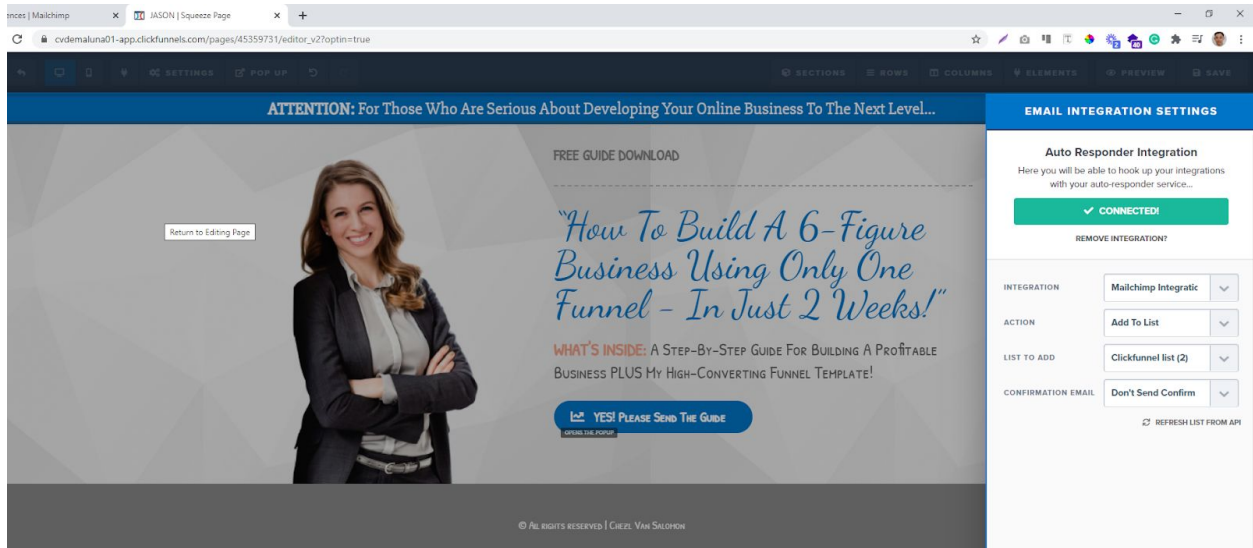 ences | Mailchimp
JASON | Squeeze Page
cvdemaluna01-app.clickfunnels.com/pages/45359731/editor_v2?optin=true
SETTINGS
POP UP
SECTIONS
ROWS
COLUMNS
ELEMENTS
PREVIEW
SAVE
ATTENTION: For Those Who Are Serious About Developing Your Online Business To The Next Level...
FREE GUIDE DOWNLOAD
Return to Editing Page
“How To Build A 6-Figure
Business Using Only One
Funnel - In Just 2 Weeks!”
WHAT'S INSIDE: A Step-By-Step Guide For Building A Profitable
Business PLUS My High-Converting Funnel Template!
YES! Please Send The Guide
OPENS THE POPUP
© All rights reserved | Chezl Van Salomon
EMAIL INTEGRATION SETTINGS
Auto Responder Integration
Here you will be able to hook up your integrations
with your auto-responder service...
CONNECTED!
REMOVE INTEGRATION?
INTEGRATION
Mailchimp Integratic
ACTION
Add To List
LIST TO ADD
Clickfunnel list (2)
CONFIRMATION EMAIL
Don't Send Confirm
REFRESH LIST FROM API